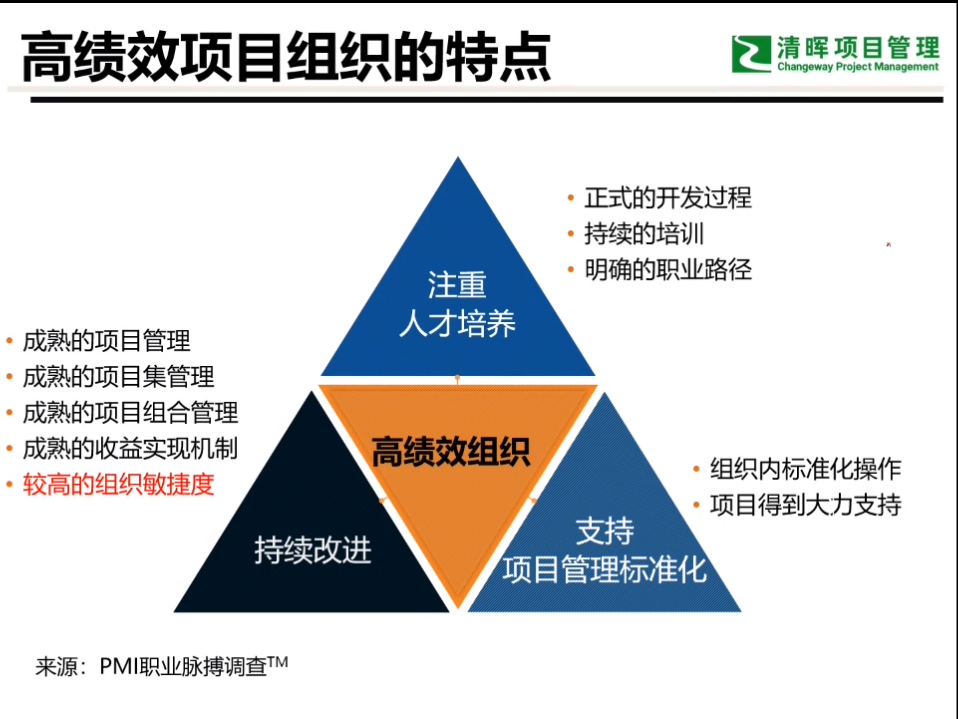 高绩效项目组织的特点
清晖项目管理
Changeway Project Management
• 正式的开发过程
• 持续的培训
• 明确的职业路径
注重
人才培养
• 成熟的项目管理
• 成熟的项目集管理
• 成熟的项目组合管理
• 成熟的收益实现机制
• 较高的组织敏捷度
高绩效组织
• 组织内标准化操作
• 项目得到大力支持
持续改进
支持
项目管理标准化
来源：PMI职业脉搏调查TM